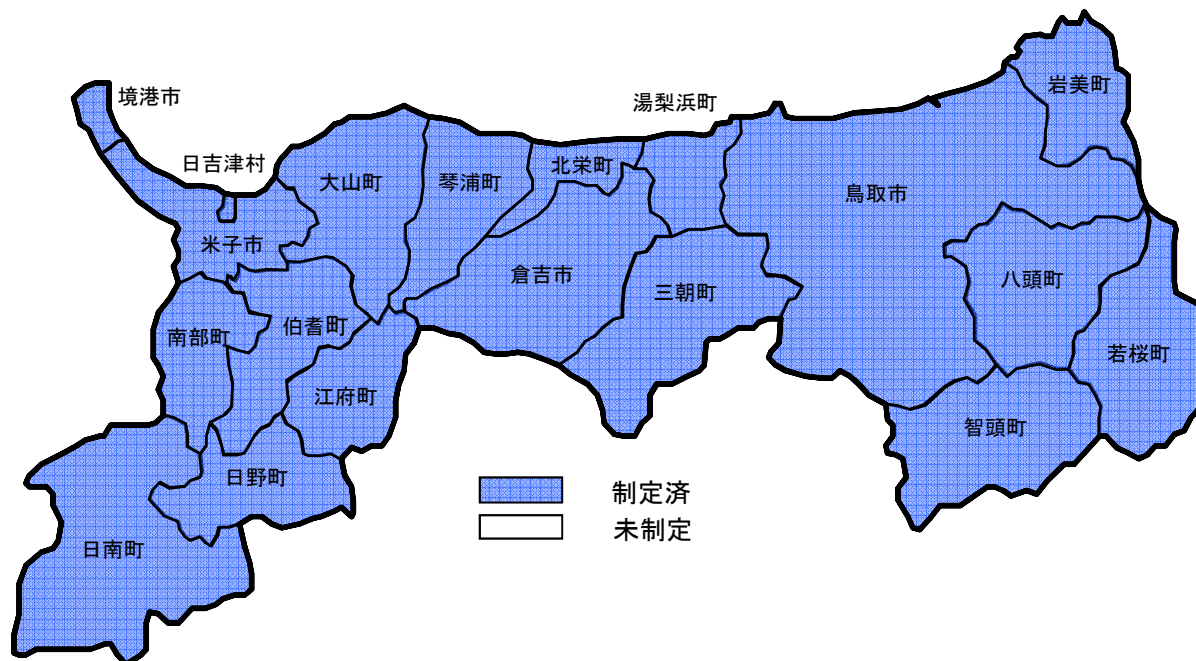 岩美町
境港市
湯梨浜町
日吉津村
北栄町
大山町
琴浦町
鳥取市
米子市
倉吉市
八頭町
三朝町
伯耆町
南部町
若桜町
江府町
智頭町
日野町
制定済
未制定
日南町